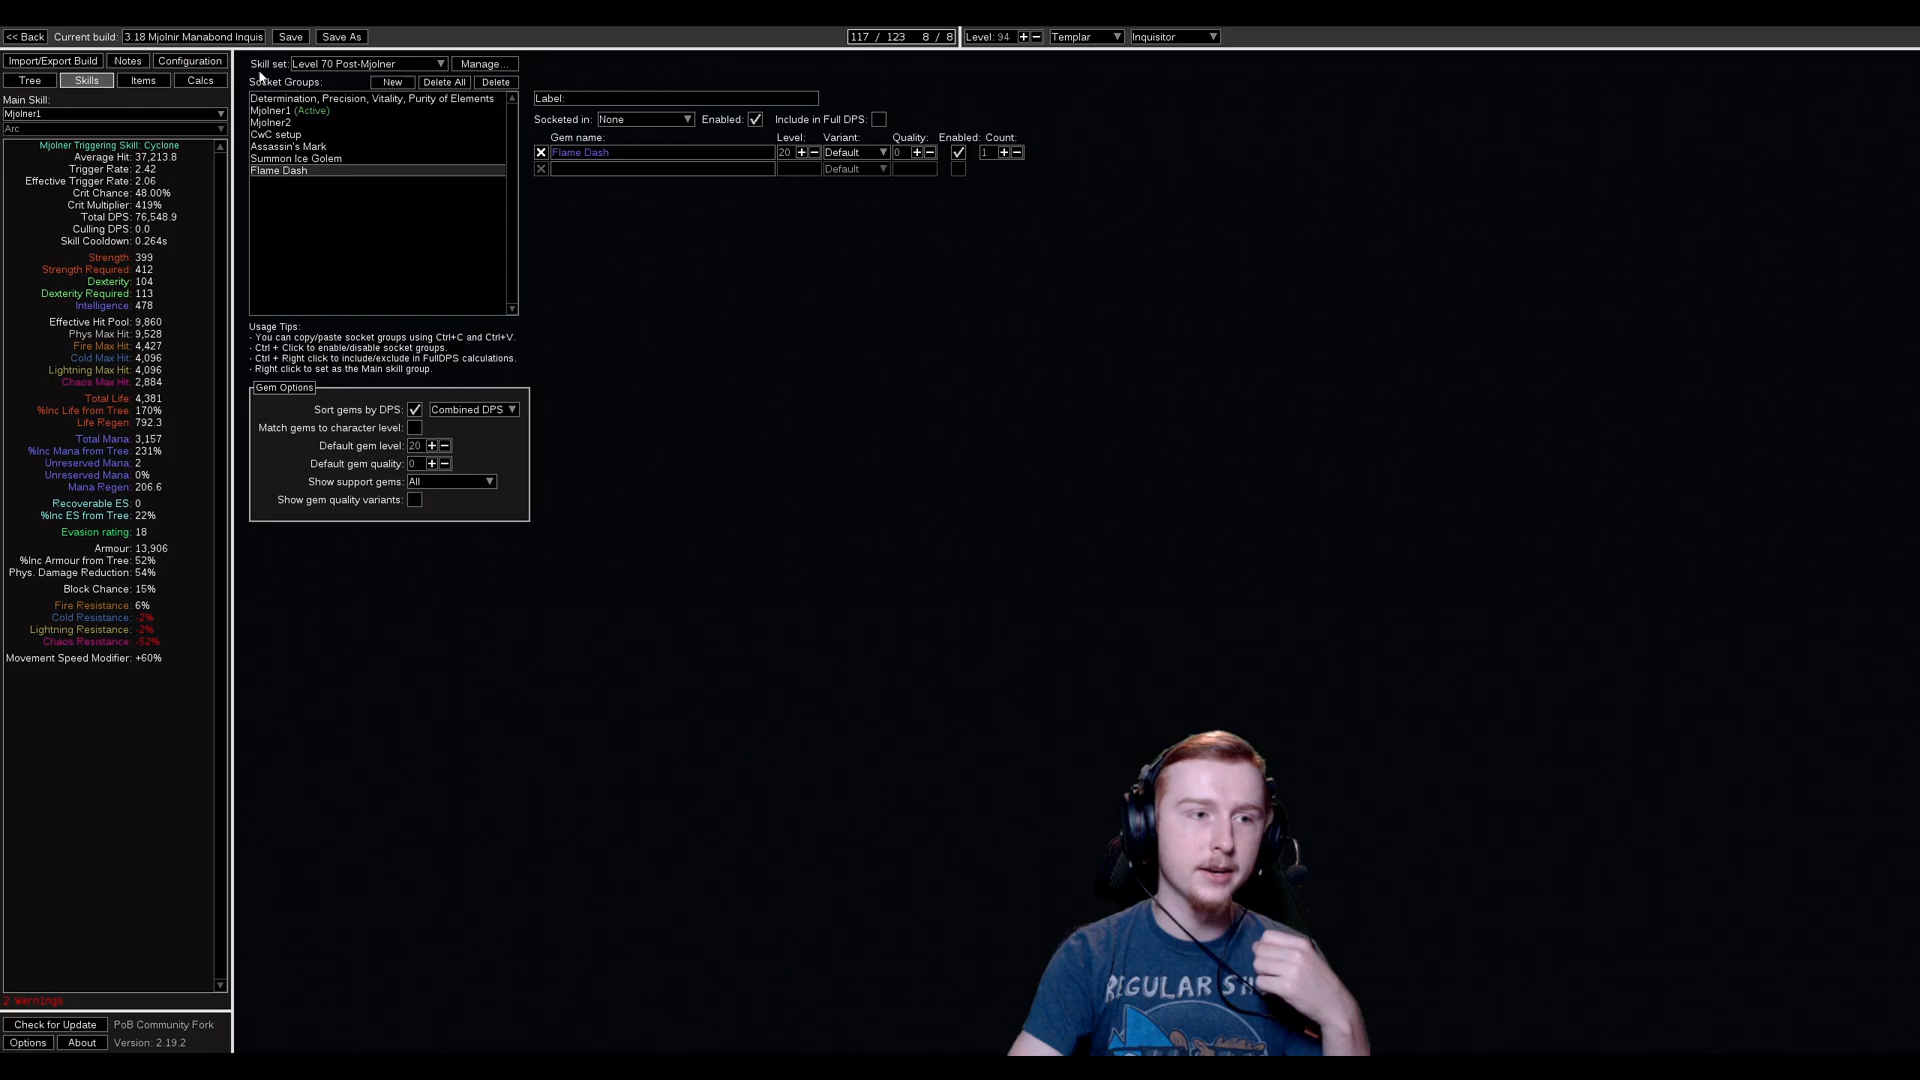 << Back Current build: 3.18 Mjolnir Manabond Inquis Save Save As 117 / 123 8 / 8 Level: 94 Templar Inquisitor
Import/Export Build Notes Configuration
Tree Skills Items Calcs
Main Skill:
Mjolner1
Arc
Mjolner Triggering Skill: Cyclone
Average Hit: 37,213.8
Trigger Rate: 2.42
Effective Trigger Rate: 2.06
Crit Chance: 48.00%
Crit Multiplier: 419%
Total DPS: 76,548.9
Culling DPS: 0.0
Skill Cooldown: 0.264s
Strength: 399
Strength Required: 412
Dexterity: 104
Dexterity Required: 113
Intelligence: 478
Effective Hit Pool: 9,860
Phys Max Hit: 9,528
Fire Max Hit: 4,427
Cold Max Hit: 4,096
Lightning Max Hit: 4,096
Chaos Max Hit: 2,884
Total Life: 4,381
%Inc Life from Tree: 170%
Life Regen: 792.3
Total Mana: 3,157
%Inc Mana from Tree: 231%
Unreserved Mana: 2
Unreserved Mana: 0%
Mana Regen: 206.6
Recoverable ES: 0
%Inc ES from Tree: 22%
Evasion rating: 18
Armour: 13,906
%Inc Armour from Tree: 52%
Phys. Damage Reduction: 54%
Block Chance: 15%
Fire Resistance: 6%
Cold Resistance: -2%
Lightning Resistance: -2%
Chaos Resistance: -52%
Movement Speed Modifier: +60%
2 Warnings
Check for Update PoB Community Fork
Options About Version: 2.19.2
Skill set: Level 70 Post-Mjolner Manage...
Socket Groups: New Delete All Delete
Determination, Precision, Vitality, Purity of Elements
Mjolner1 (Active)
Mjolner2
CwC setup
Assassin's Mark
Summon Ice Golem
Flame Dash
Usage Tips:
- You can copy/paste socket groups using Ctrl+C and Ctrl+V.
- Ctrl + Click to enable/disable socket groups.
- Ctrl + Right click to include/exclude in FullDPS calculations.
- Right click to set as the Main skill group.
Gem Options
Sort gems by DPS: Combined DPS
Match gems to character level:
Default gem level: 20
Default gem quality: 0
Show support gems: All
Show gem quality variants:
Label:
Socketed in: None Enabled: Include in Full DPS:
Gem name: Level: Variant: Quality: Enabled: Count:
Flame Dash 20 Default 0 1
Default
REGULAR